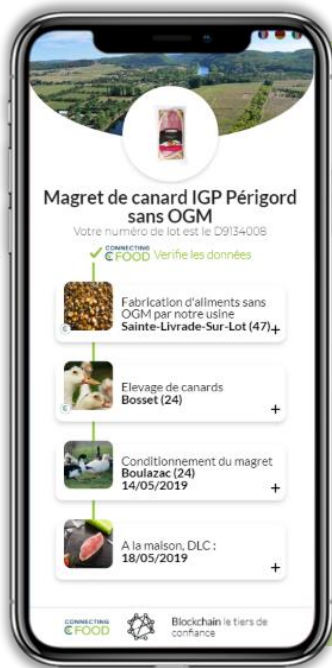 Magret de canard IGP Périgord
sans OGM
Votre numéro de lot est le D9134008
CONNECTING
FOOD Verifie les données
Fabrication d'aliments sans
OGM par notre usine
Sainte-Livrade-Sur-Lot (47)
Elevage de canards
Bosset (24)
Conditionnement du magret
Boulazac (24)
14/05/2019
A la maison, DLC :
18/05/2019
CONNECTING
FOOD
Blockchain le tiers de
confiance